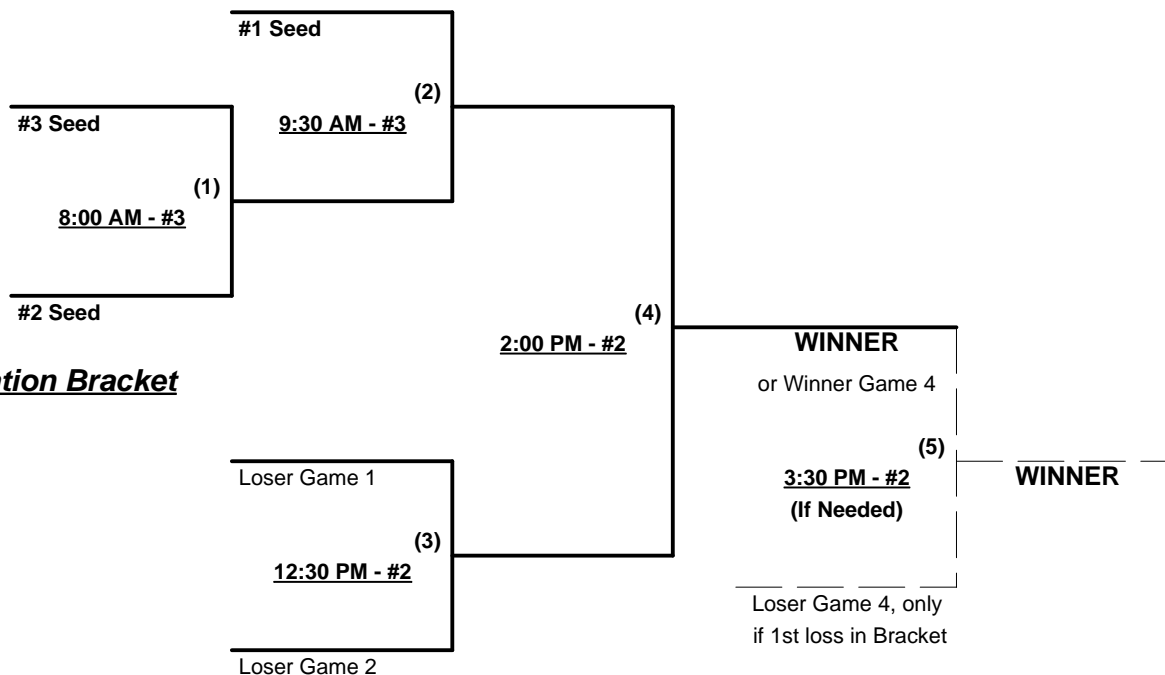 #1 Seed
(2)
#3 Seed
9:30 AM - #3
(1)
8:00 AM - #3
#2 Seed
(4)
2:00 PM - #2
WINNER
or Winner Game 4
Bracket
(5)
Loser Game 1
3:30 PM - #2
WINNER
(If Needed)
(3)
12:30 PM - #2
Loser Game 4, only
if 1st loss in Bracket
Loser Game 2